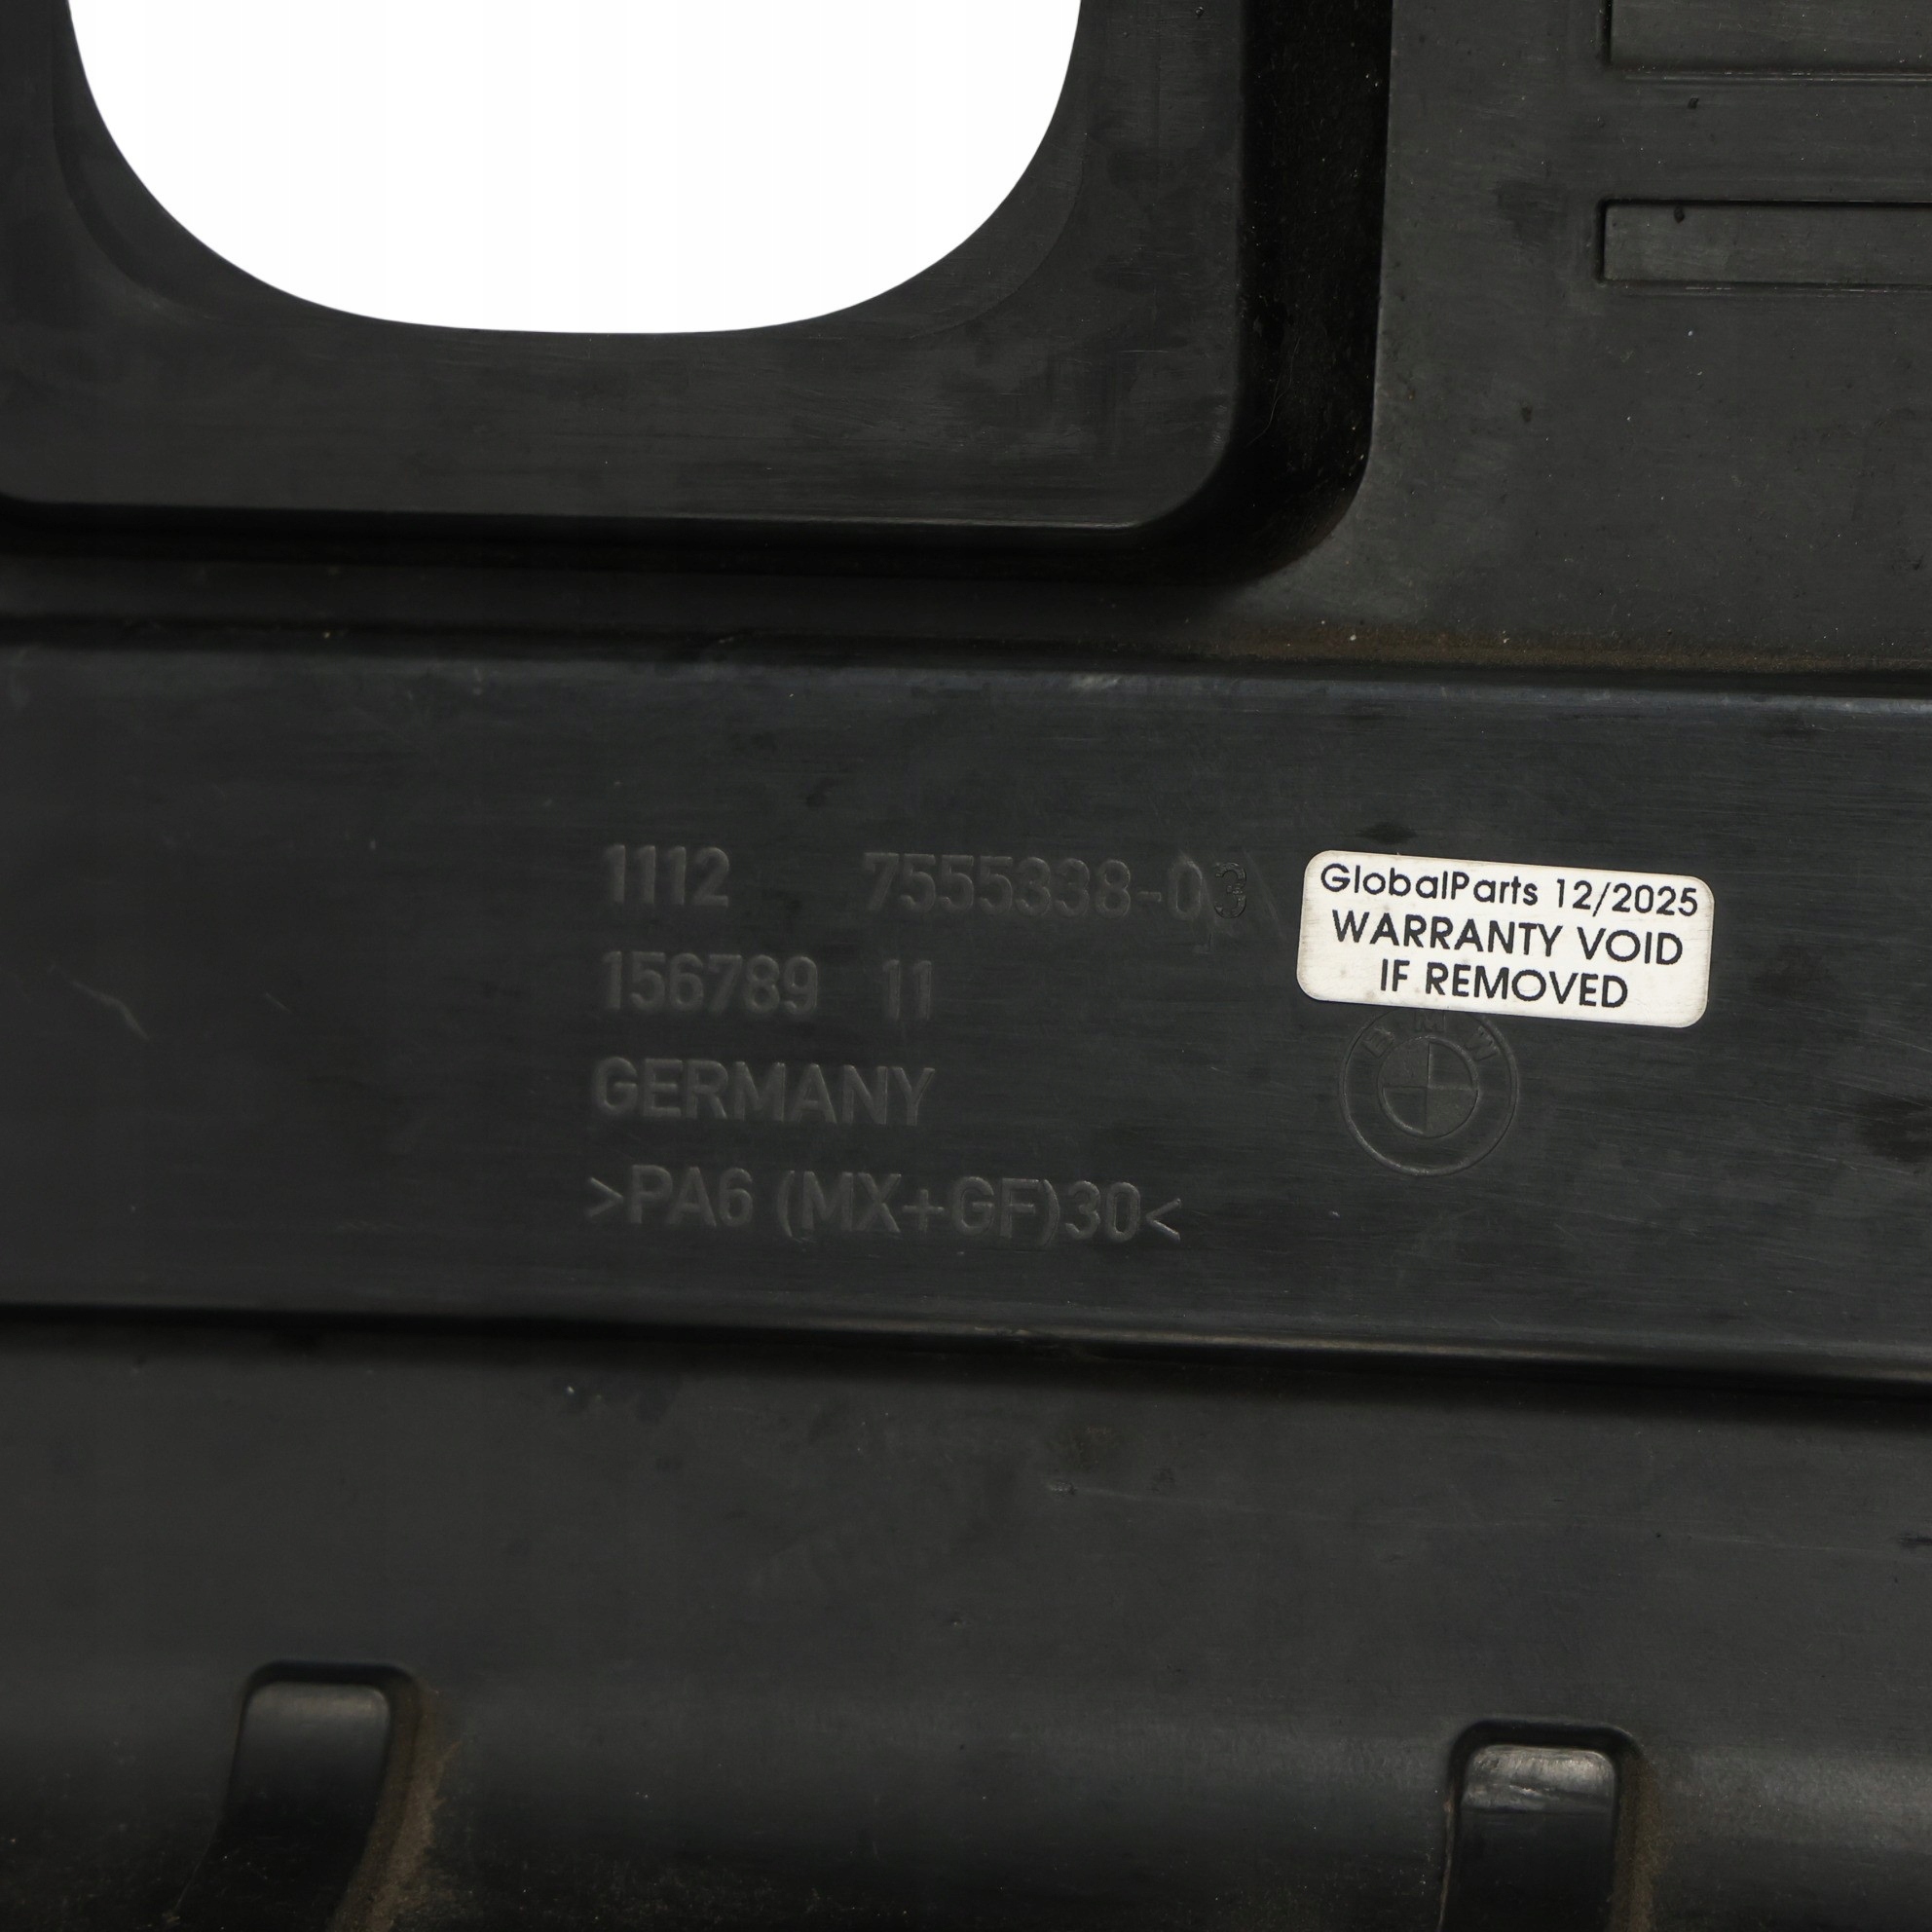 1112 7555338-03
156789 11
GERMANY
>PA6 (MX+GF)30<
GlobalParts 12/2025
WARRANTY VOID
IF REMOVED
BMW